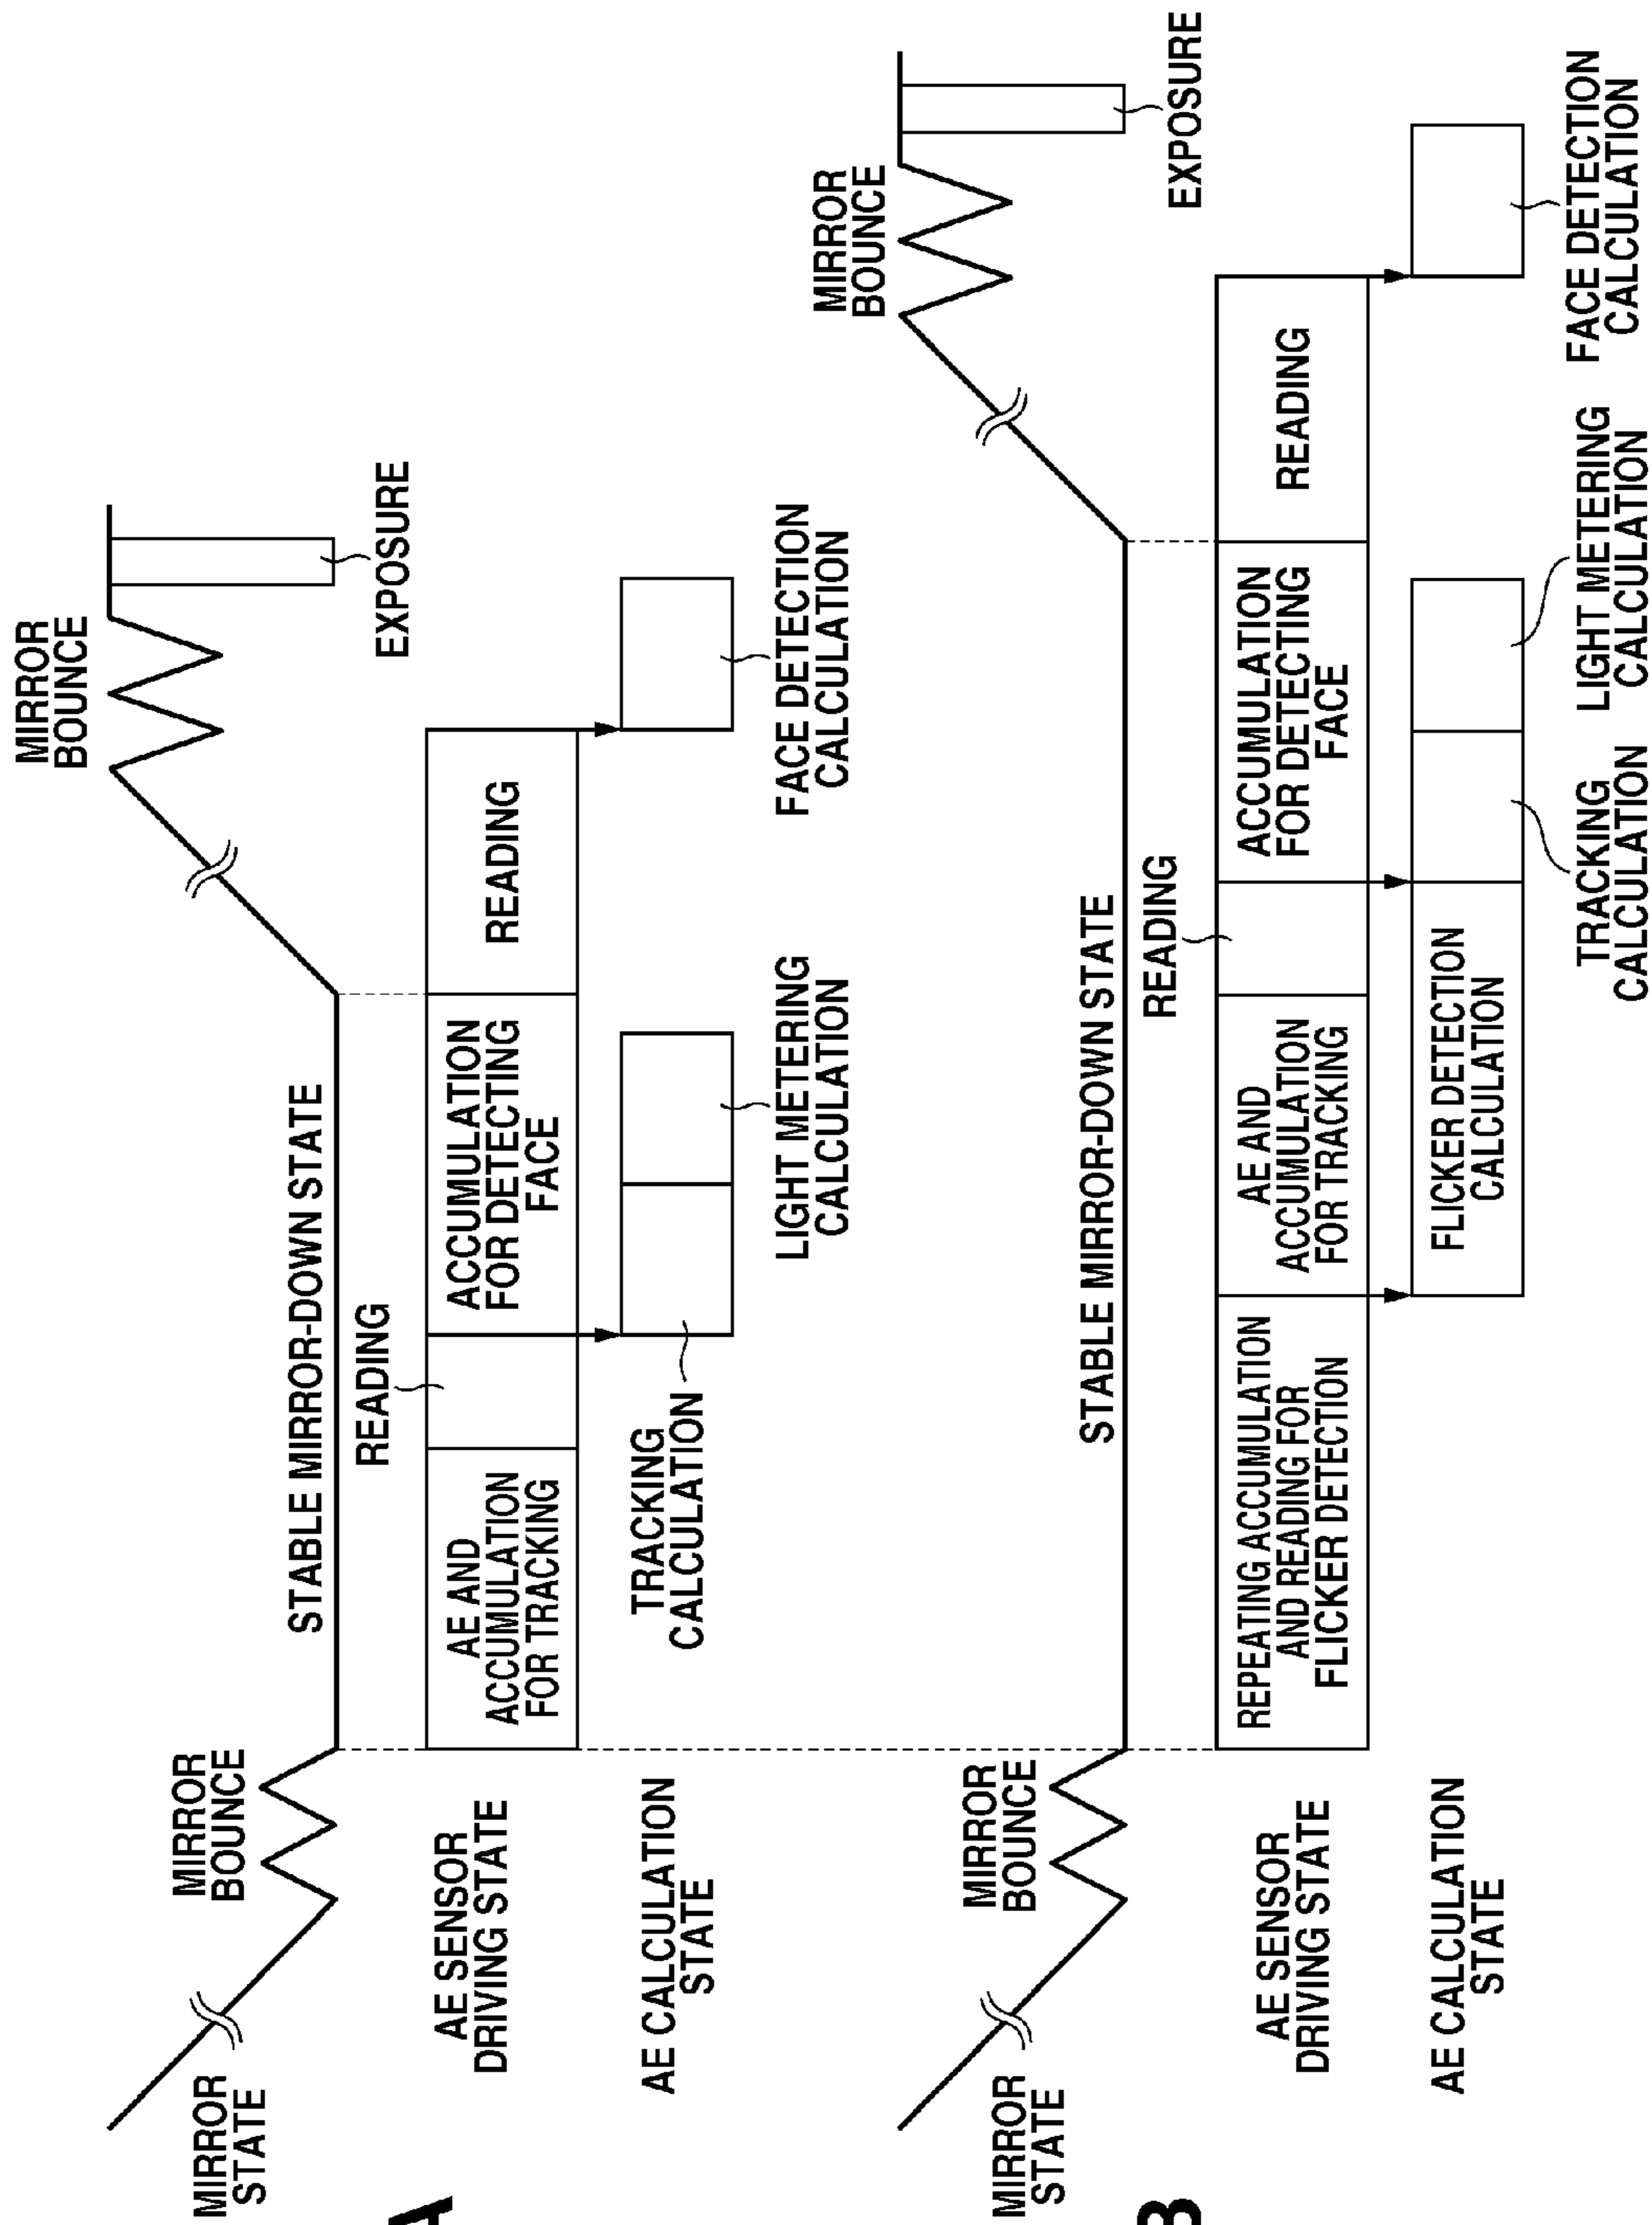 A
MIRROR
STATE
MIRROR
BOUNCE
STABLE MIRROR-DOWN STATE
MIRROR
BOUNCE
EXPOSURE
AE SENSOR
DRIVING STATE
AE AND
ACCUMULATION
FOR TRACKING
READING
ACCUMULATION
FOR DETECTING
FACE
READING
AE CALCULATION
STATE
TRACKING
CALCULATION
LIGHT METERING
CALCULATION
FACE DETECTION
CALCULATION
B
MIRROR
STATE
MIRROR
BOUNCE
STABLE MIRROR-DOWN STATE
MIRROR
BOUNCE
EXPOSURE
AE SENSOR
DRIVING STATE
REPEATING ACCUMULATION
AND READING FOR
FLICKER DETECTION
AE AND
ACCUMULATION
FOR TRACKING
READING
ACCUMULATION
FOR DETECTING
FACE
READING
AE CALCULATION
STATE
FLICKER DETECTION
CALCULATION
TRACKING
CALCULATION
LIGHT METERING
CALCULATION
FACE DETECTION
CALCULATION